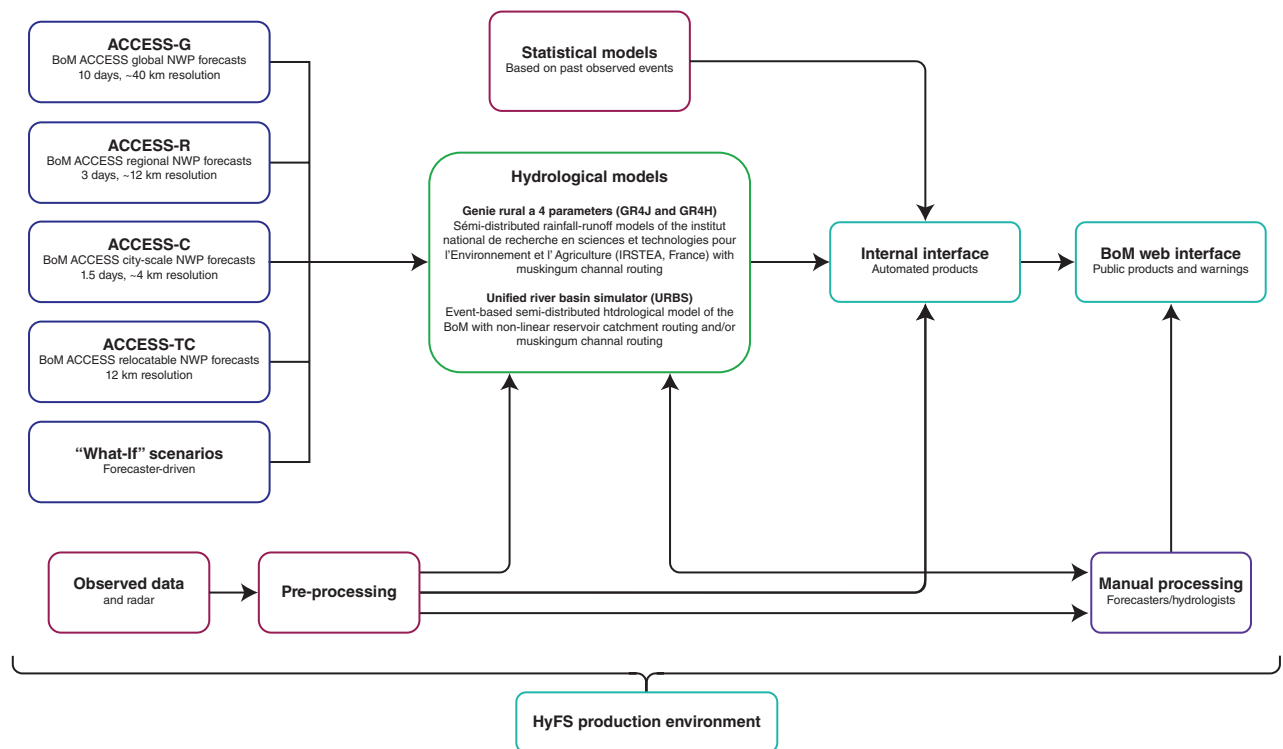 ACCESS-G
BoM ACCESS global NWP forecasts
10 days, ~40 km resolution
ACCESS-R
BoM ACCESS regional NWP forecasts
3 days, ~12 km resolution
ACCESS-C
BoM ACCESS city-scale NWP forecasts
1.5 days, ~4 km resolution
ACCESS-TC
BoM ACCESS relocatable NWP forecasts
12 km resolution
“What-If” scenarios
Forecaster-driven
Statistical models
Based on past observed events
Hydrological models
Genie rural a 4 parameters (GR4J and GR4H)
Sémi-distributed rainfall-runoff models of the institut
national de recherche en sciences et technologies pour
l’Environnement et l’ Agriculture (IRSTEA, France) with
muskingum channal routing
Unified river basin simulator (URBS)
Event-based semi-distributed htdrological model of the
BoM with non-linear reservoir catchment routing and/or
muskingum channal routing
Internal interface
Automated products
BoM web interface
Public products and warnings
Observed data
and radar
Pre-processing
Manual processing
Forecasters/hydrologists
HyFS production environment